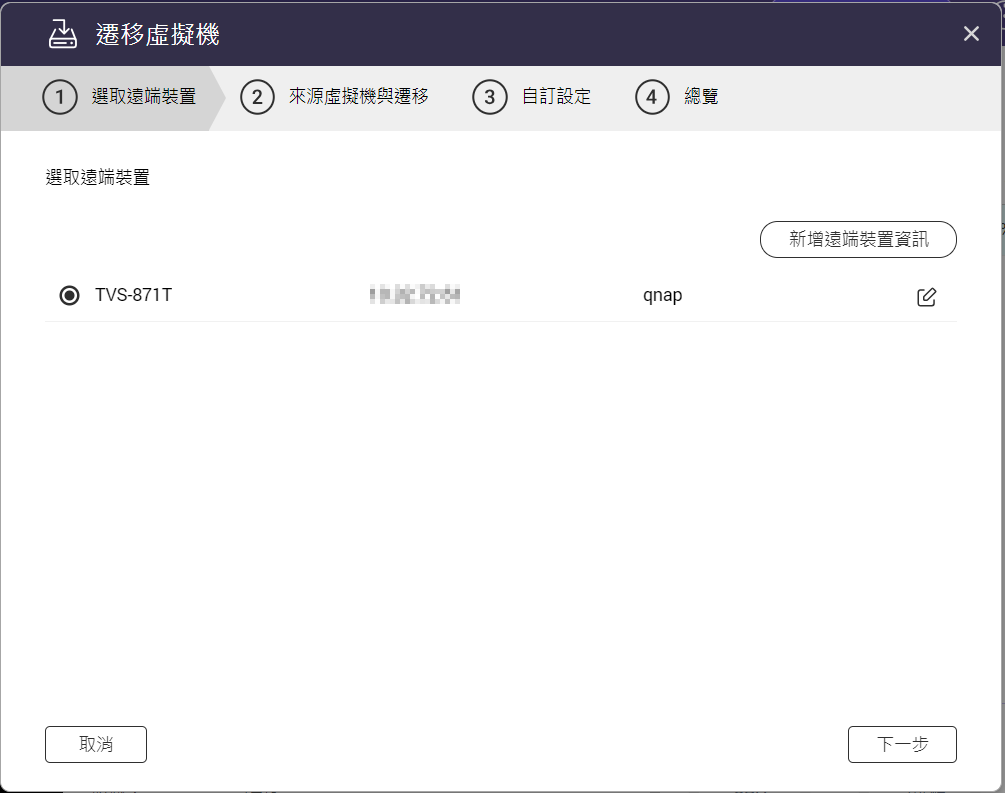 遷移虛擬機
1 選取遠端裝置 2 來源虛擬機與遷移 3 自訂設定 4 總覽
選取遠端裝置
新增遠端裝置資訊
TVS-871T qnap
取消 下一步